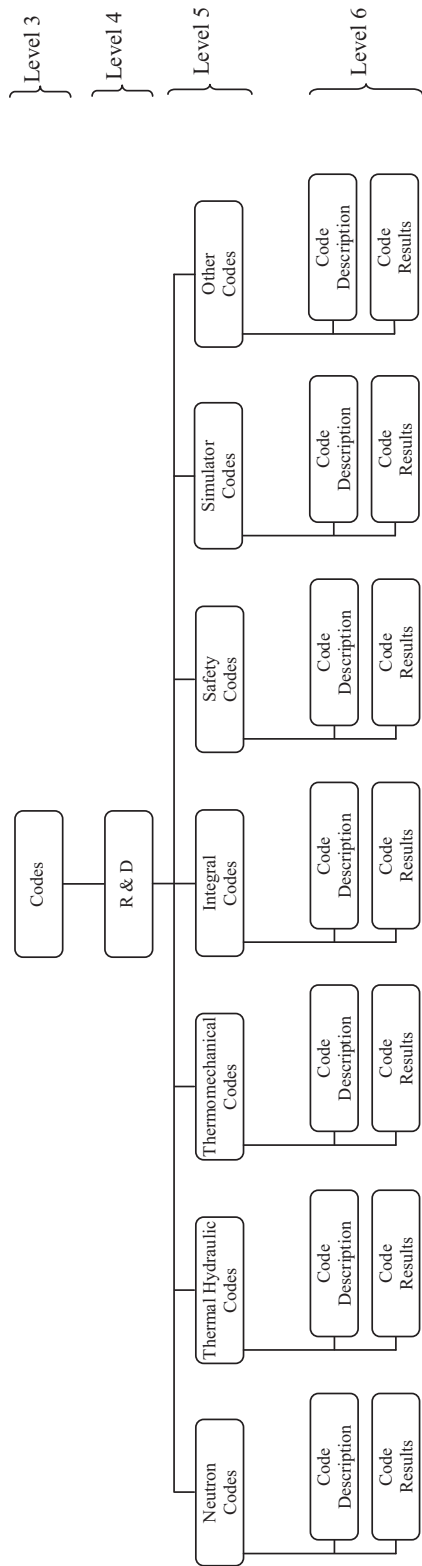 Codes
Level 3
R & D
Level 4
Neutron
Codes
Thermal Hydraulic
Codes
Thermomechanical
Codes
Integral
Codes
Safety
Codes
Simulator
Codes
Other
Codes
Level 5
Code
Description
Code
Description
Code
Description
Code
Description
Code
Description
Code
Description
Code
Description
Level 6
Code
Results
Code
Results
Code
Results
Code
Results
Code
Results
Code
Results
Code
Results